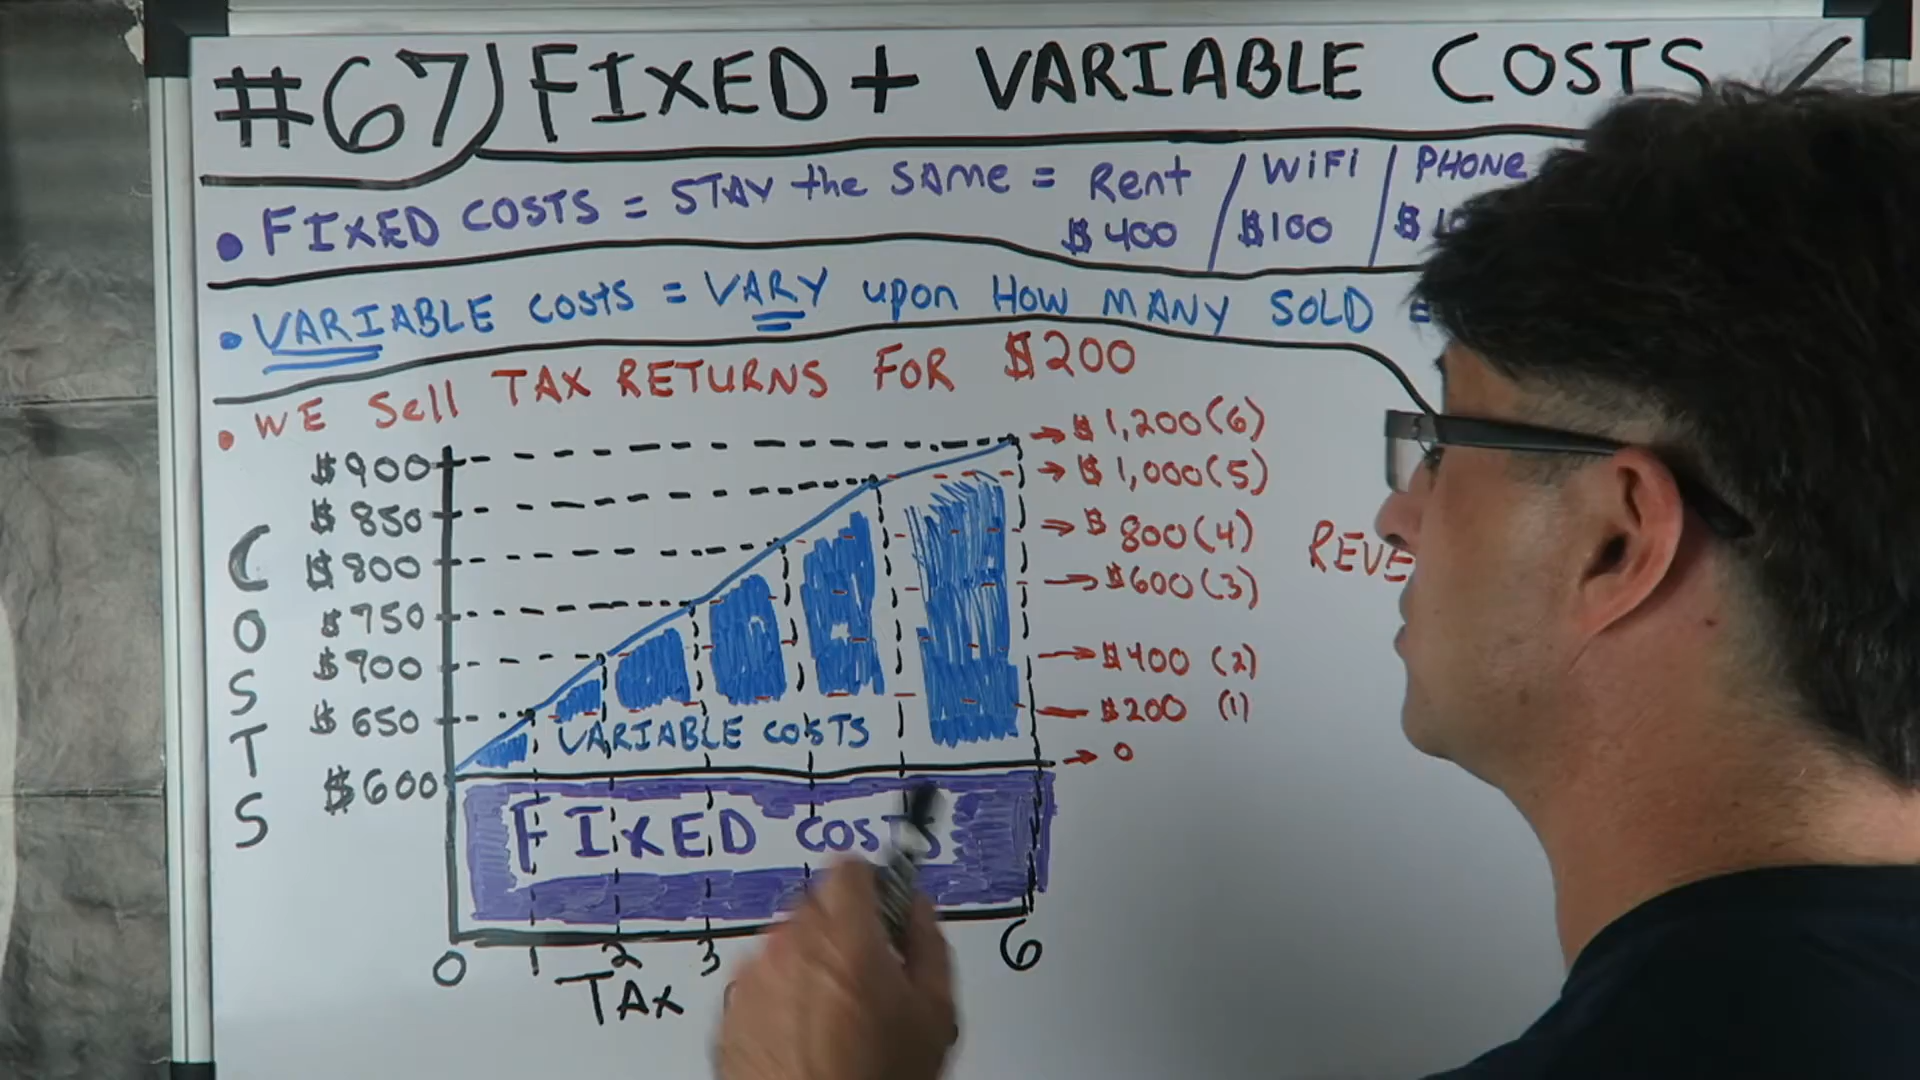 #67) FIXED + VARIABLE COSTS
• FIXED COSTS = STAY the SAME = Rent / WiFi / PHONE
$400 $100
• VARIABLE COSTS = VARY upon HOW MANY SOLD =
• WE Sell TAX RETURNS FOR $200
$900
$850
$800
$750
$700
$650
$600
COSTS
$1,200 (6)
$1,000 (5)
$800 (4)
$600 (3)
$400 (2)
$200 (1)
0
VARIABLE COSTS
FIXED COSTS
0 1 2 3 6
TAX